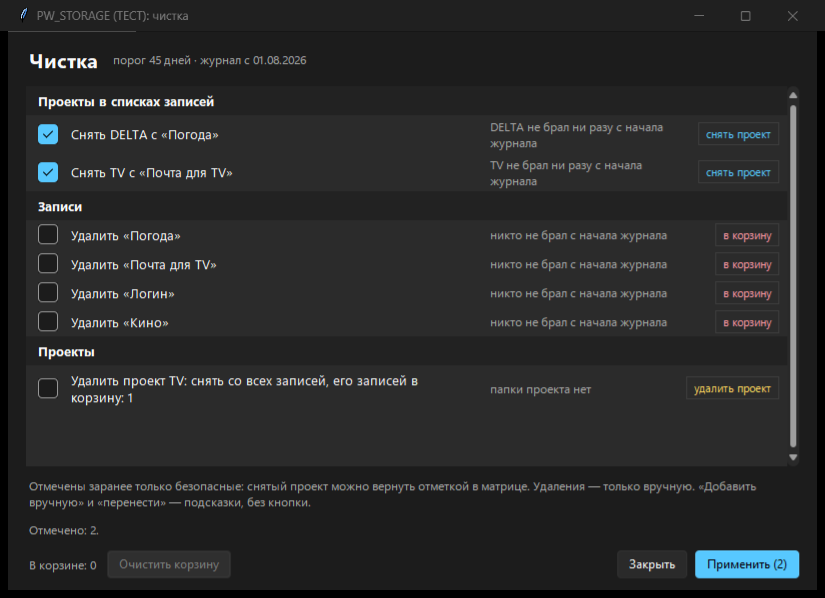 PW_STORAGE (ТЕСТ): чистка
Чистка
порог 45 дней · журнал с 01.08.2026
Проекты в списках записей
Снять DELTA с «Погода»
DELTA не брал ни разу с начала
журнала
снять проект
Снять TV с «Почта для TV»
TV не брал ни разу с начала
журнала
снять проект
Записи
Удалить «Погода»
никто не брал с начала журнала
в корзину
Удалить «Почта для TV»
никто не брал с начала журнала
в корзину
Удалить «Логин»
никто не брал с начала журнала
в корзину
Удалить «Кино»
никто не брал с начала журнала
в корзину
Проекты
Удалить проект TV: снять со всех записей, его записей в
корзину: 1
папки проекта нет
удалить проект
Отмечены заранее только безопасные: снятый проект можно вернуть отметкой в матрице. Удаления — только вручную. «Добавить
вручную» и «перенести» — подсказки, без кнопки.
Отмечено: 2.
В корзине: 0
Очистить корзину
Закрыть
Применить (2)